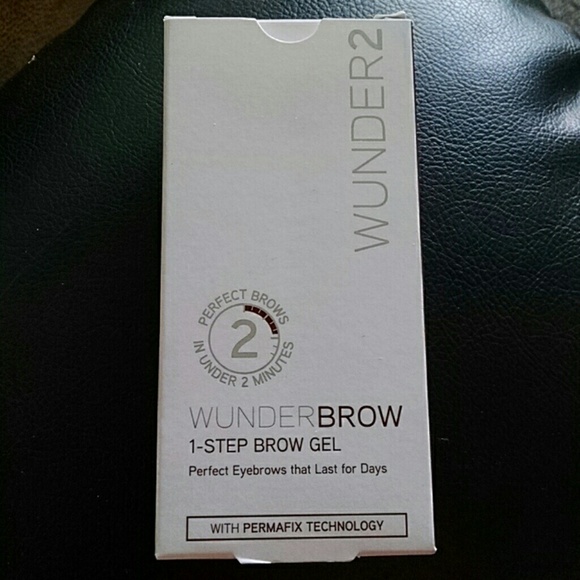 WUNDER2
PERFECT BROWS
2
IN UNDER 2 MINUTES
WUNDERBROW
1-STEP BROW GEL
Perfect Eyebrows that Last for Days
WITH PERMAFIX TECHNOLOGY